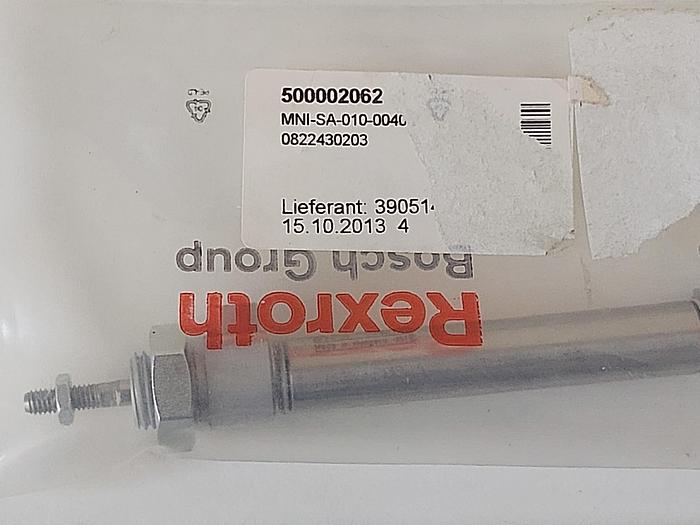 500002062
MNI-SA-010-0040
0822430203
Lieferant: 39051
15.10.2013 4
Bosch Group
Rexroth